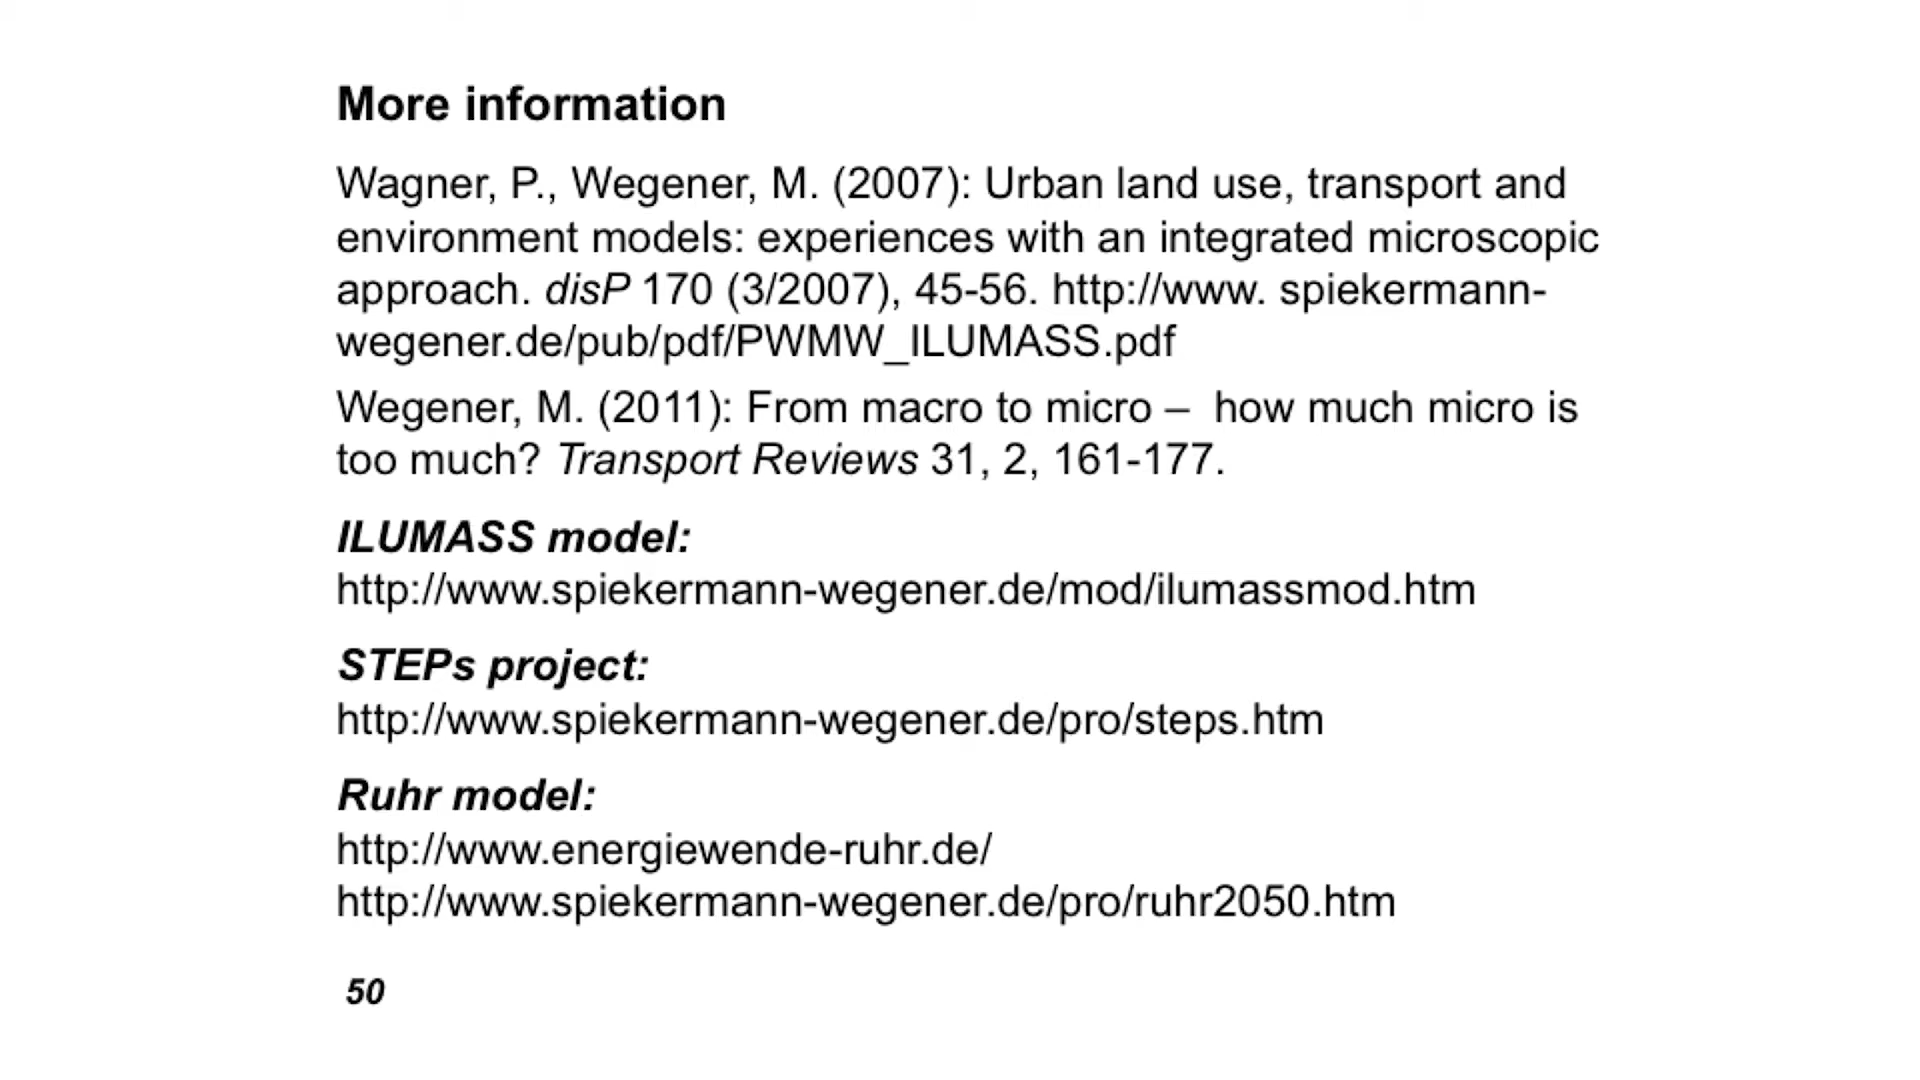 More information
Wagner, P., Wegener, M. (2007): Urban land use, transport and
environment models: experiences with an integrated microscopic
approach. disP 170 (3/2007), 45-56. http://www. spiekermann-
wegener.de/pub/pdf/PWMW_ILUMASS.pdf
Wegener, M. (2011): From macro to micro –  how much micro is
too much? Transport Reviews 31, 2, 161-177.
ILUMASS model:
http://www.spiekermann-wegener.de/mod/ilumassmod.htm
STEPs project:
http://www.spiekermann-wegener.de/pro/steps.htm
Ruhr model:
http://www.energiewende-ruhr.de/
http://www.spiekermann-wegener.de/pro/ruhr2050.htm
50